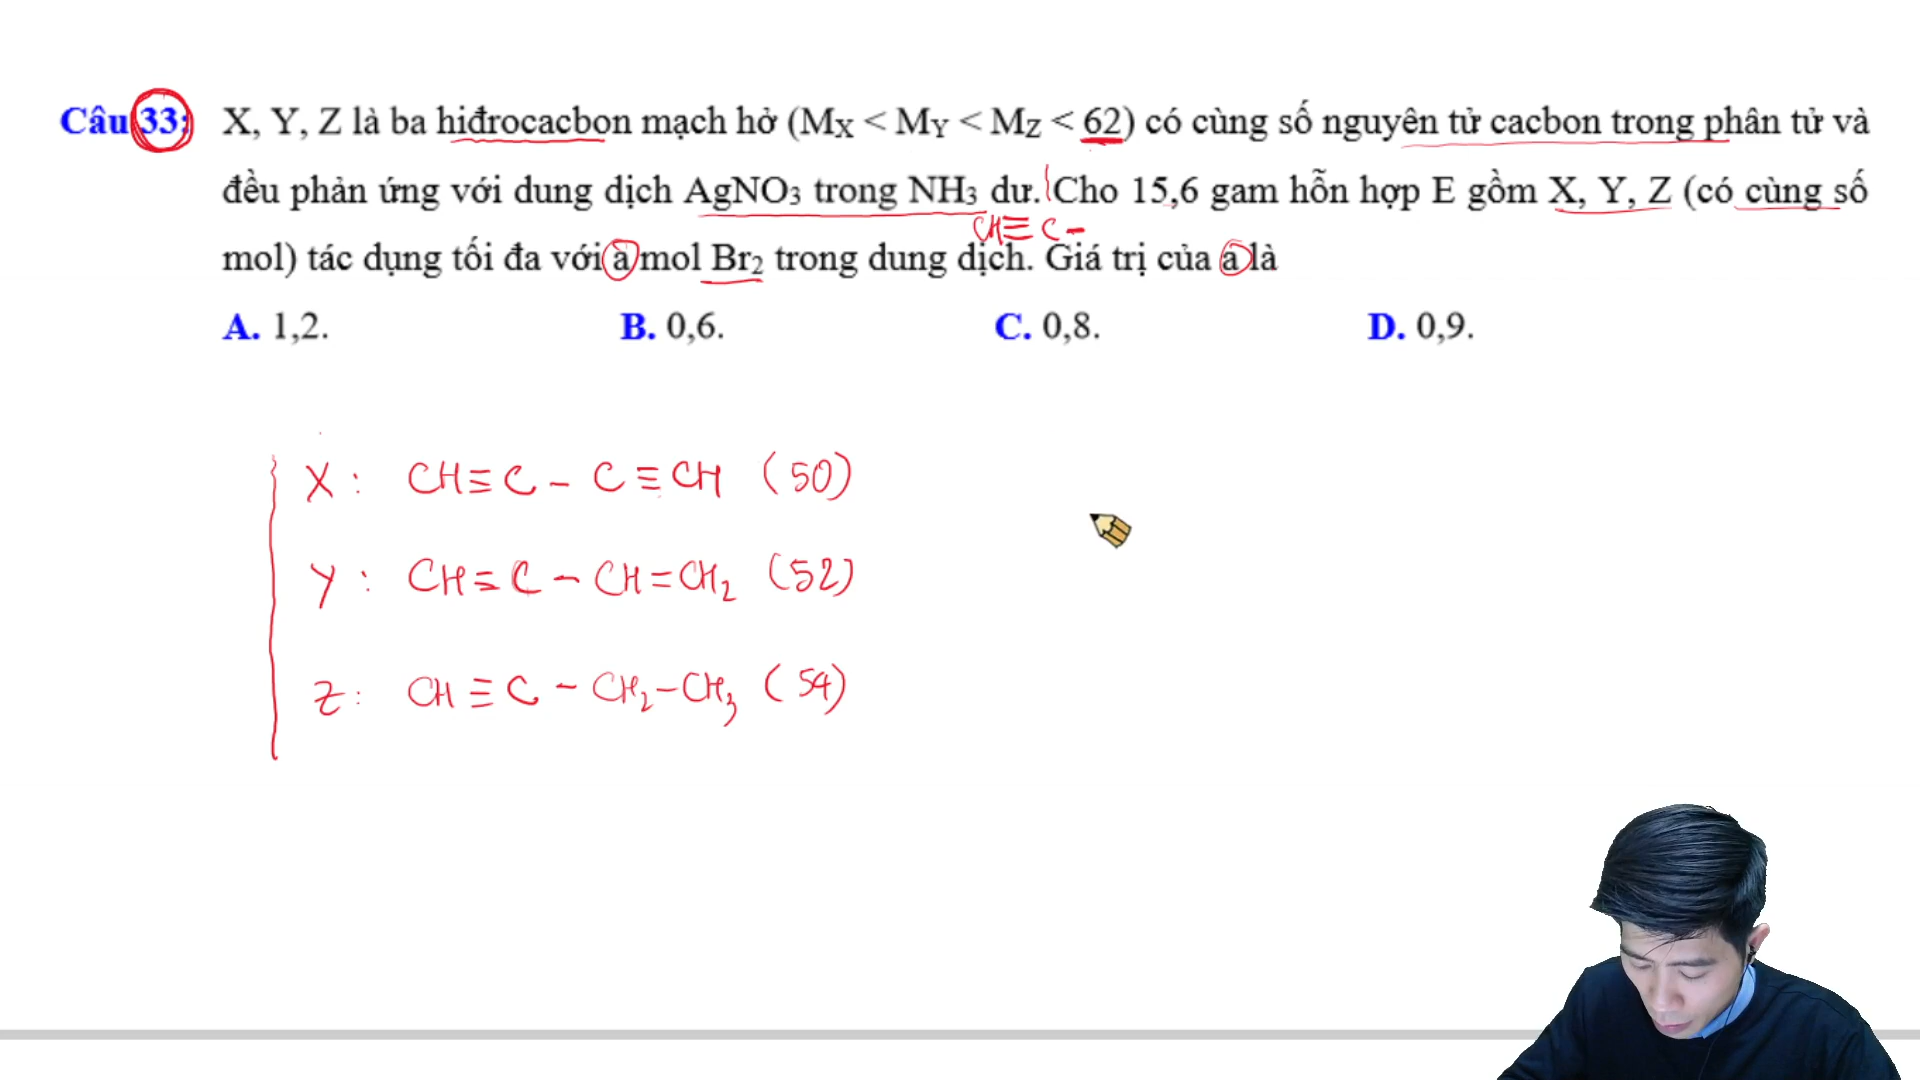 Câu 33: X, Y, Z là ba hiđrocacbon mạch hở (MX < MY < MZ < 62) có cùng số nguyên tử cacbon trong phân tử và
đều phản ứng với dung dịch AgNO3 trong NH3 dư. Cho 15,6 gam hỗn hợp E gồm X, Y, Z (có cùng số
CH≡C-
mol) tác dụng tối đa với a mol Br2 trong dung dịch. Giá trị của a là
A. 1,2. B. 0,6. C. 0,8. D. 0,9.
X: CH≡C-C≡CH (50)
Y: CH≡C-CH=CH2 (52)
Z: CH≡C-CH2-CH3 (54)